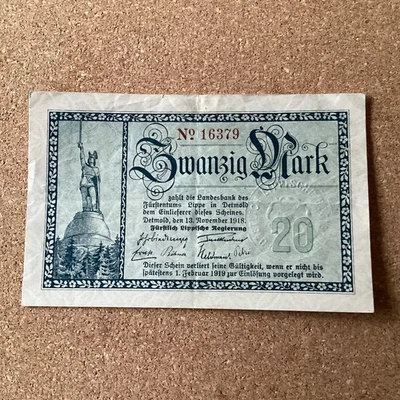 No 16379
Zwanzig Mark
zahlt die Landesbank des
Fürstentums Lippe in Detmold
dem Einlieferer dieses Scheines.
Detmold, den 13. November 1918.
Fürstlich Lippische Regierung
20
Dieser Schein verliert seine Gültigkeit, wenn er nicht bis
spätestens 1. Februar 1919 zur Einlösung vorgelegt wird.